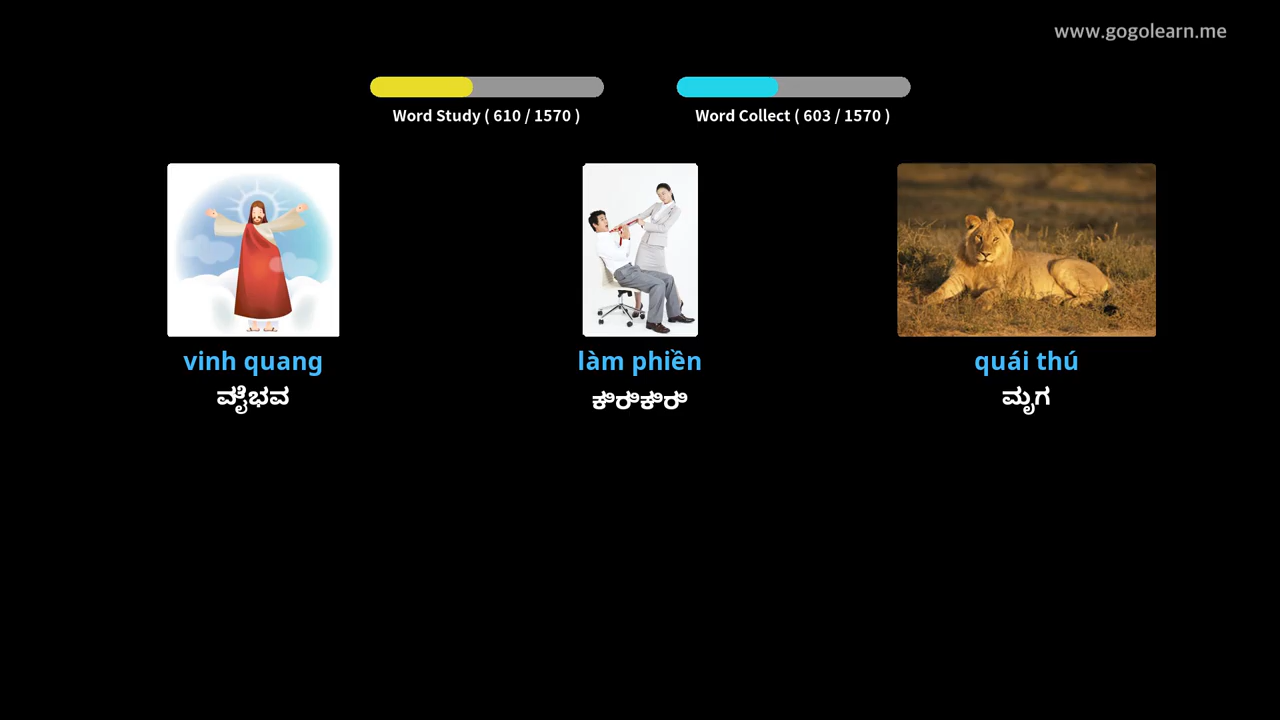 www.gogolearn.me
Word Study ( 610 / 1570 )
Word Collect ( 603 / 1570 )
vinh quang
làm phiền
quái thú
ವೈಭವ
ಕಿರಿಕಿರಿ
ಮೃಗ